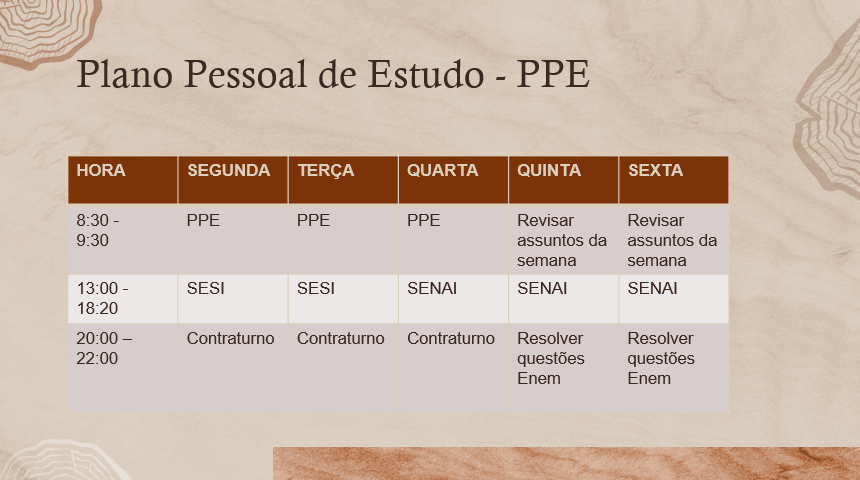 Plano Pessoal de Estudo - PPE
HORA SEGUNDA TERÇA QUARTA QUINTA SEXTA
8:30 - PPE PPE PPE Revisar Revisar
9:30 assuntos da assuntos da
semana semana
13:00 - SESI SESI SENAI SENAI SENAI
18:20
20:00 – Contraturno Contraturno Contraturno Resolver Resolver
22:00 questões questões
Enem Enem